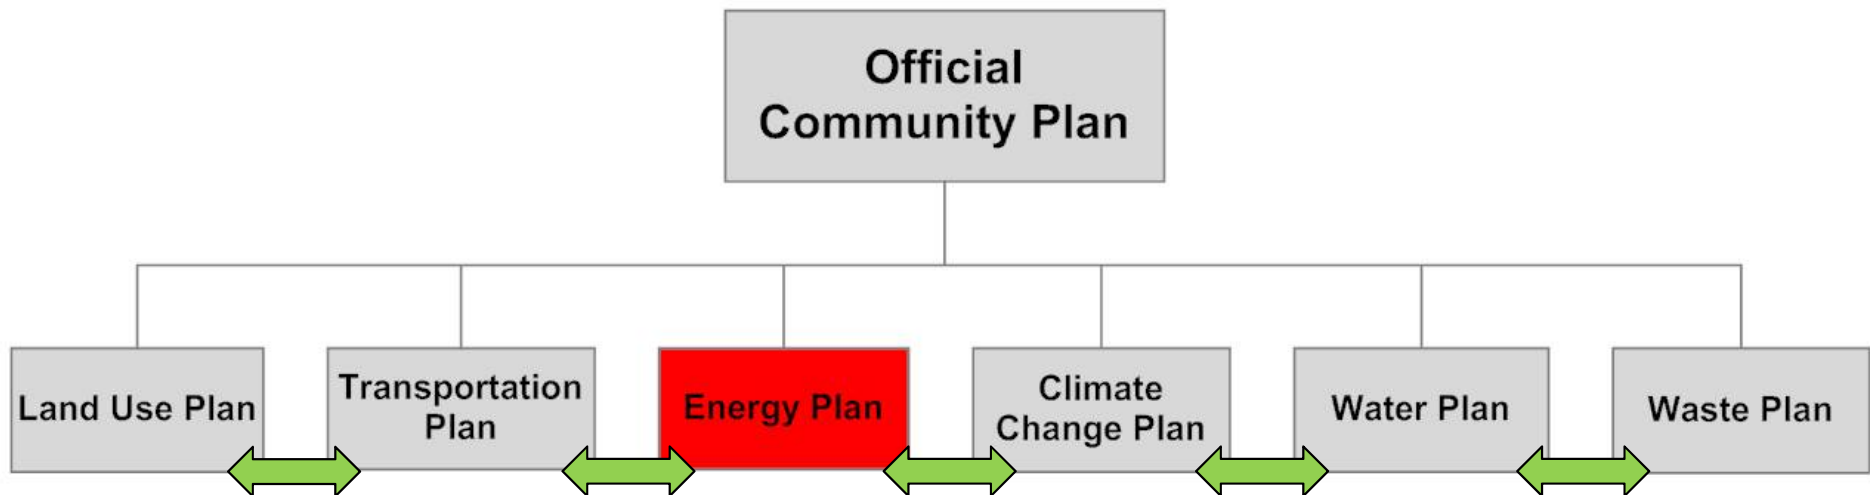 Official
Community Plan
Land Use Plan
Transportation
Plan
Energy Plan
Climate
Change Plan
Water Plan
Waste Plan